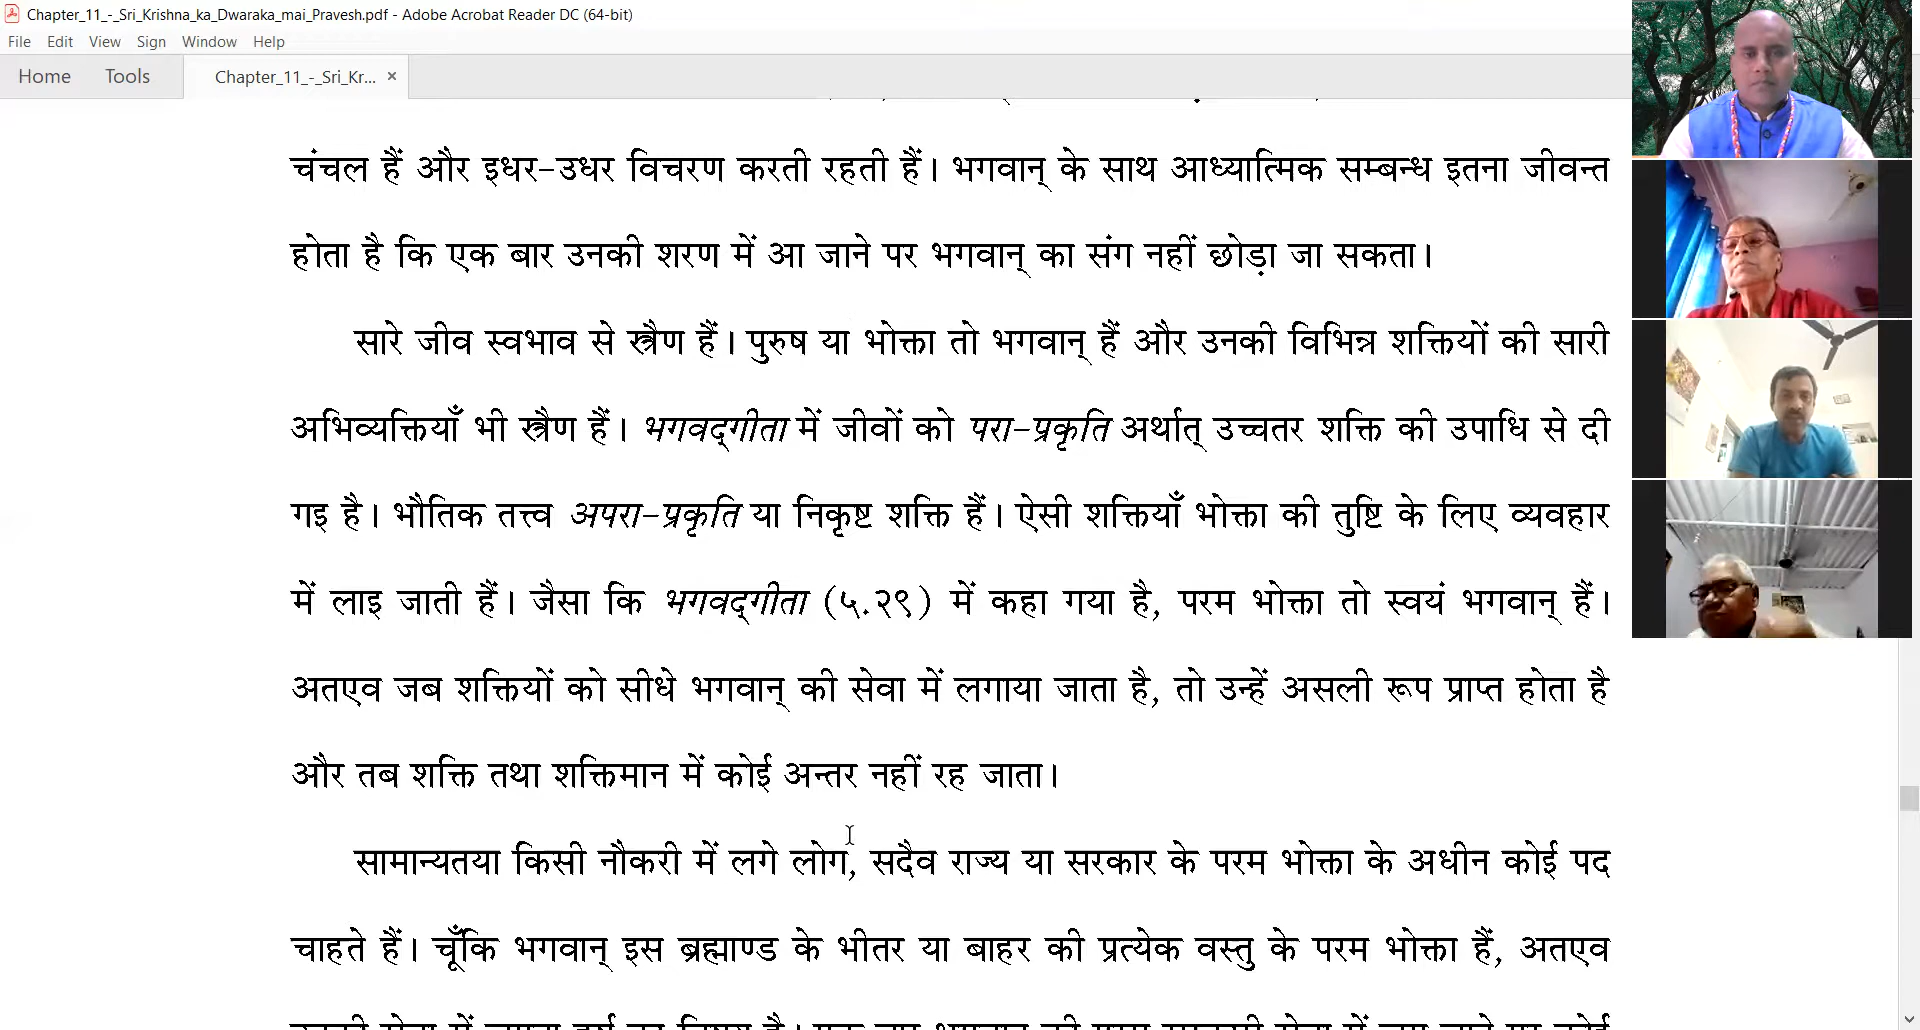 Chapter_11_-_Sri_Krishna_ka_Dwaraka_mai_Pravesh.pdf - Adobe Acrobat Reader DC (64-bit)
File Edit View Sign Window Help
Home Tools Chapter_11_-_Sri_Kr... ×
चंचल हैं और इधर-उधर विचरण करती रहती हैं। भगवान् के साथ आध्यात्मिक सम्बन्ध इतना जीवन्त
होता है कि एक बार उनकी शरण में आ जाने पर भगवान् का संग नहीं छोड़ा जा सकता।
सारे जीव स्वभाव से स्त्रैण हैं। पुरुष या भोक्ता तो भगवान् हैं और उनकी विभिन्न शक्तियों की सारी
अभिव्यक्तियाँ भी स्त्रैण हैं। भगवद्‌गीता में जीवों को परा-प्रकृति अर्थात् उच्चतर शक्ति की उपाधि से दी
गइ है। भौतिक तत्त्व अपरा-प्रकृति या निकृष्ट शक्ति हैं। ऐसी शक्तियाँ भोक्ता की तुष्टि के लिए व्यवहार
में लाइ जाती हैं। जैसा कि भगवद्‌गीता (५.२९) में कहा गया है, परम भोक्ता तो स्वयं भगवान् हैं।
अतएव जब शक्तियों को सीधे भगवान् की सेवा में लगाया जाता है, तो उन्हें असली रूप प्राप्त होता है
और तब शक्ति तथा शक्तिमान में कोई अन्तर नहीं रह जाता।
सामान्यतया किसी नौकरी में लगे लोग, सदैव राज्य या सरकार के परम भोक्ता के अधीन कोई पद
चाहते हैं। चूँकि भगवान् इस ब्रह्माण्ड के भीतर या बाहर की प्रत्येक वस्तु के परम भोक्ता हैं, अतएव